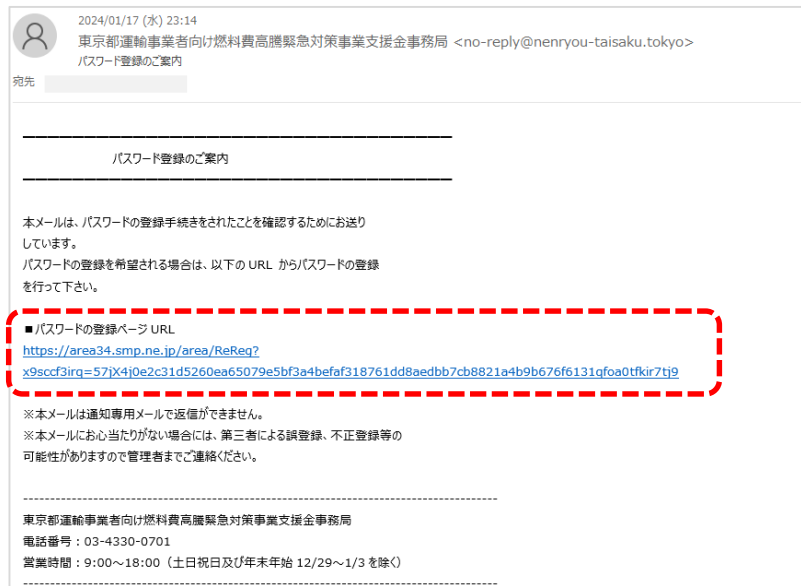 2024/01/17 (水) 23:14
東京都運輸事業者向け燃料費高騰緊急対策事業支援金事務局 <no-reply@nenryou-taisaku.tokyo>
パスワード登録のご案内
宛先
パスワード登録のご案内
本メールは、パスワードの登録手続きをされたことを確認するためにお送り
しています。
パスワードの登録を希望される場合は、以下の URL からパスワードの登録
を行って下さい。
■パスワードの登録ページ URL
https://area34.smp.ne.jp/area/ReReq?
x9sccf3irq=57jX4j0e2c31d5260ea65079e5bf3a4befaf318761dd8aedbb7cb8821a4b9b676f6131qfoa0tfkir7tj9
※本メールは通知専用メールで返信ができません。
※本メールにお心当たりがない場合には、第三者による誤登録、不正登録等の
可能性がありますので管理者までご連絡ください。
--------------------------------------------------------------------------------
東京都運輸事業者向け燃料費高騰緊急対策事業支援金事務局
電話番号：03-4330-0701
営業時間：9:00～18:00（土日祝日及び年末年始 12/29～1/3 を除く）
--------------------------------------------------------------------------------